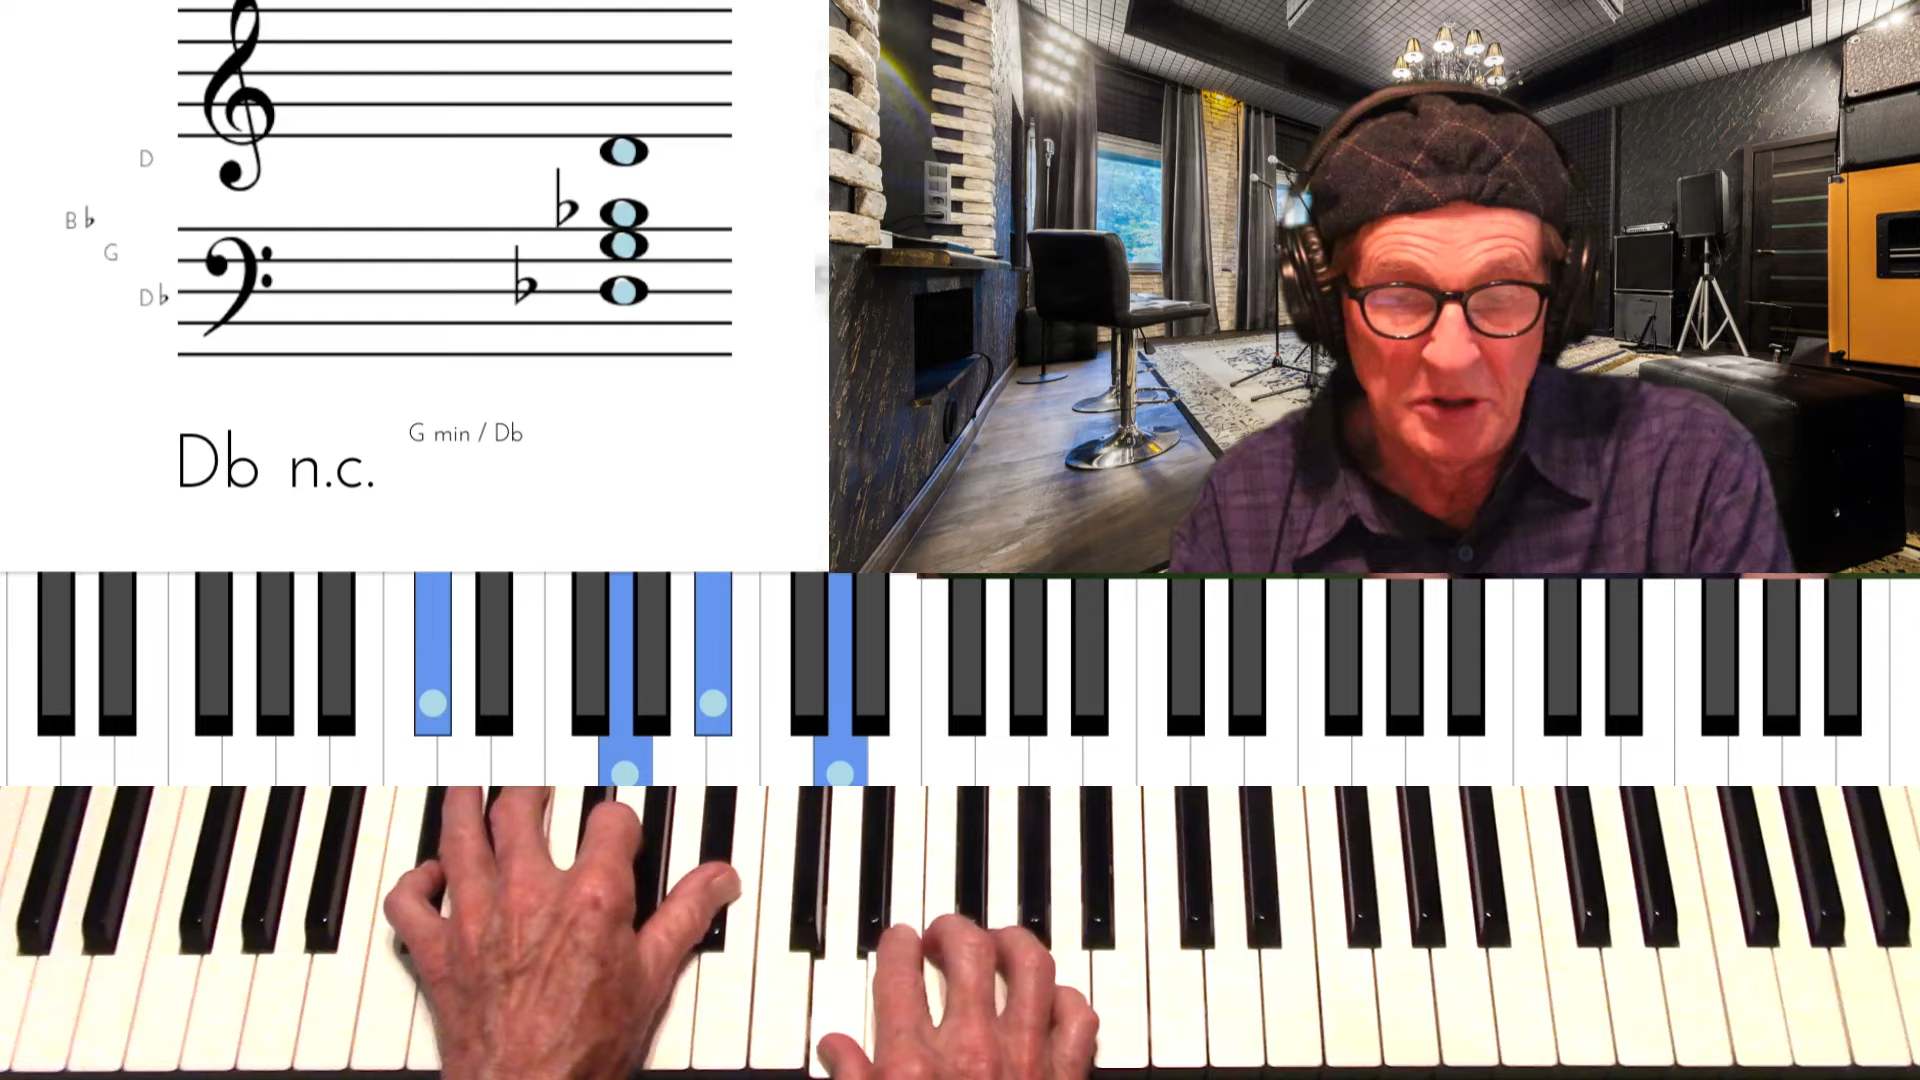 D
B♭
G
D♭
G min / Db
Db n.c.